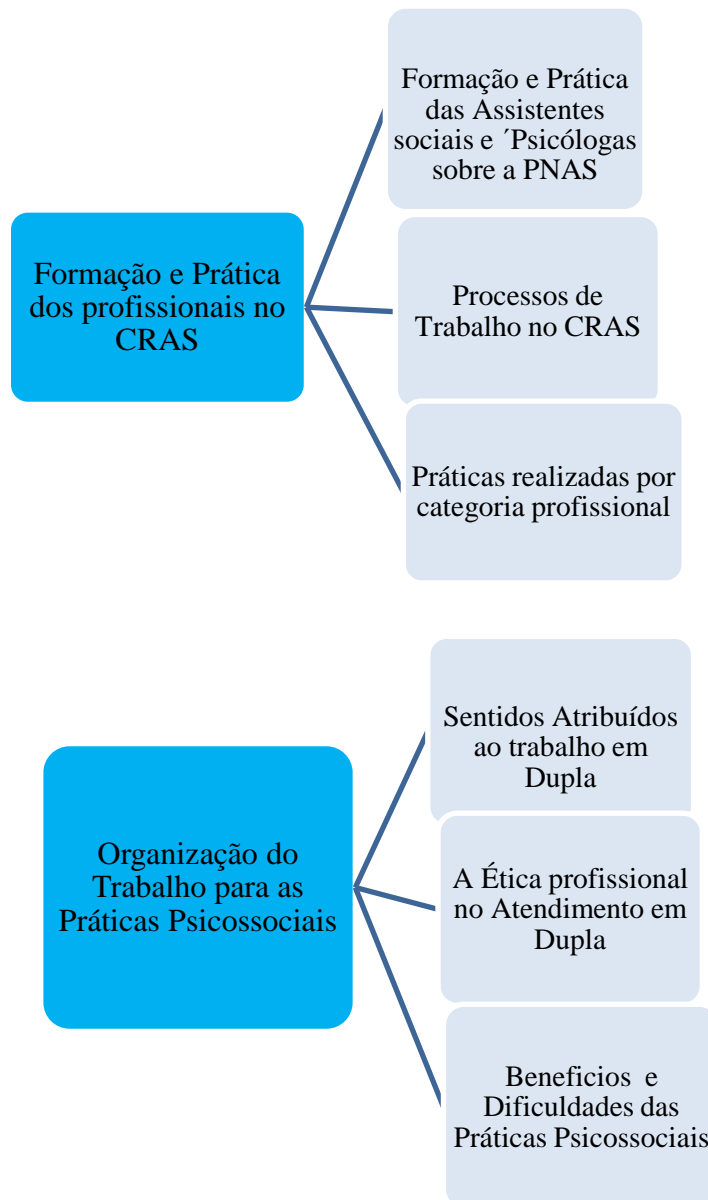 Formação e Prática
das Assistentes
sociais e ´Psicólogas
sobre a PNAS
Formação e Prática
dos profissionais no
CRAS
Processos de
Trabalho no CRAS
Práticas realizadas por
categoria profissional
Sentidos Atribuídos
ao trabalho em
Dupla
Organização do
Trabalho para as
Práticas Psicossociais
A Ética profissional
no Atendimento em
Dupla
Beneficios e
Dificuldades das
Práticas Psicossociais